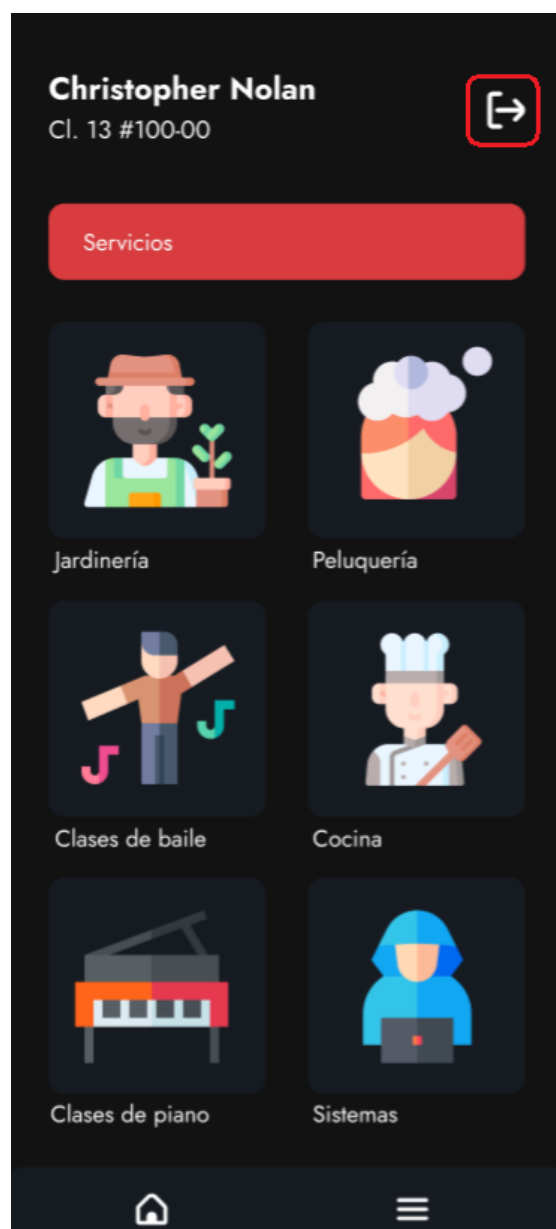 Christopher Nolan
Cl. 13 #100-00
Servicios
Jardinería
Peluquería
Clases de baile
Cocina
Clases de piano
Sistemas